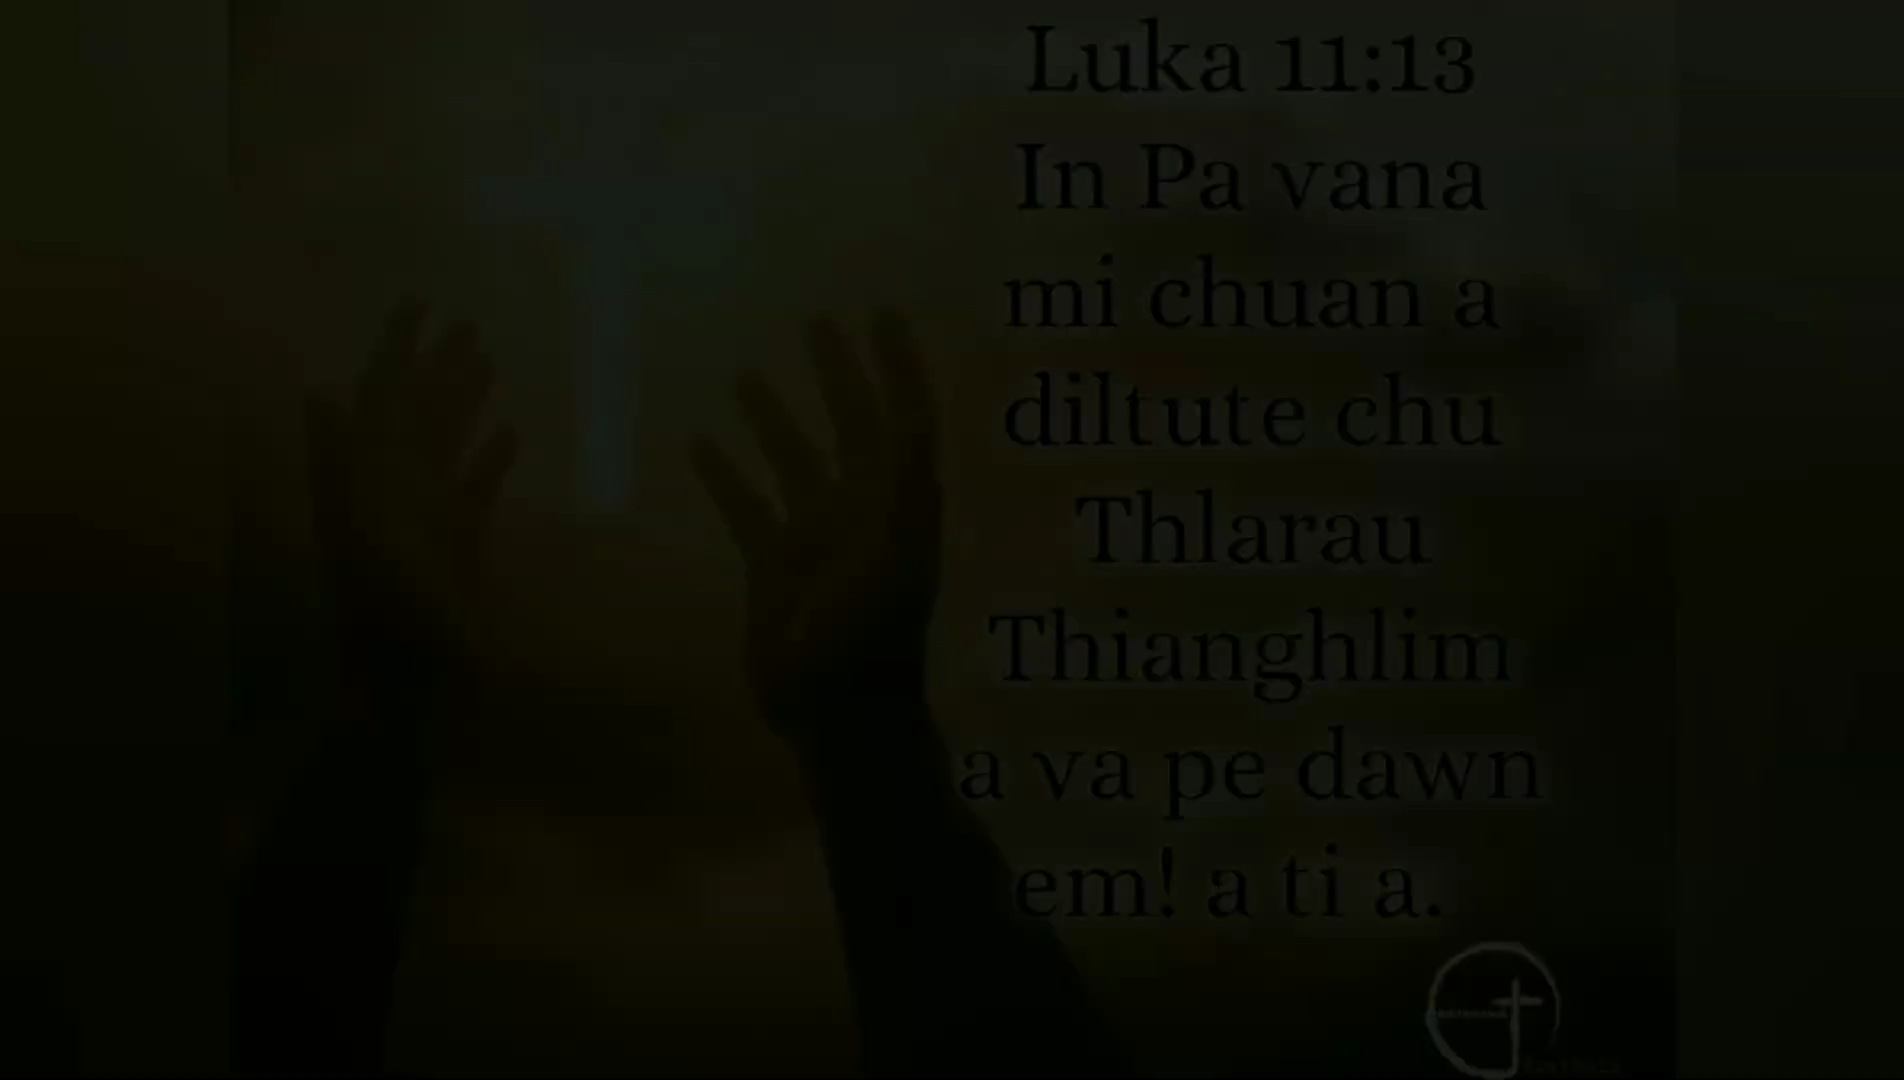 Luka 11:13
In Pa vana
mi chuan a
diltute chu
Thlarau
Thianghlim
a va pe dawn
em! a ti a.